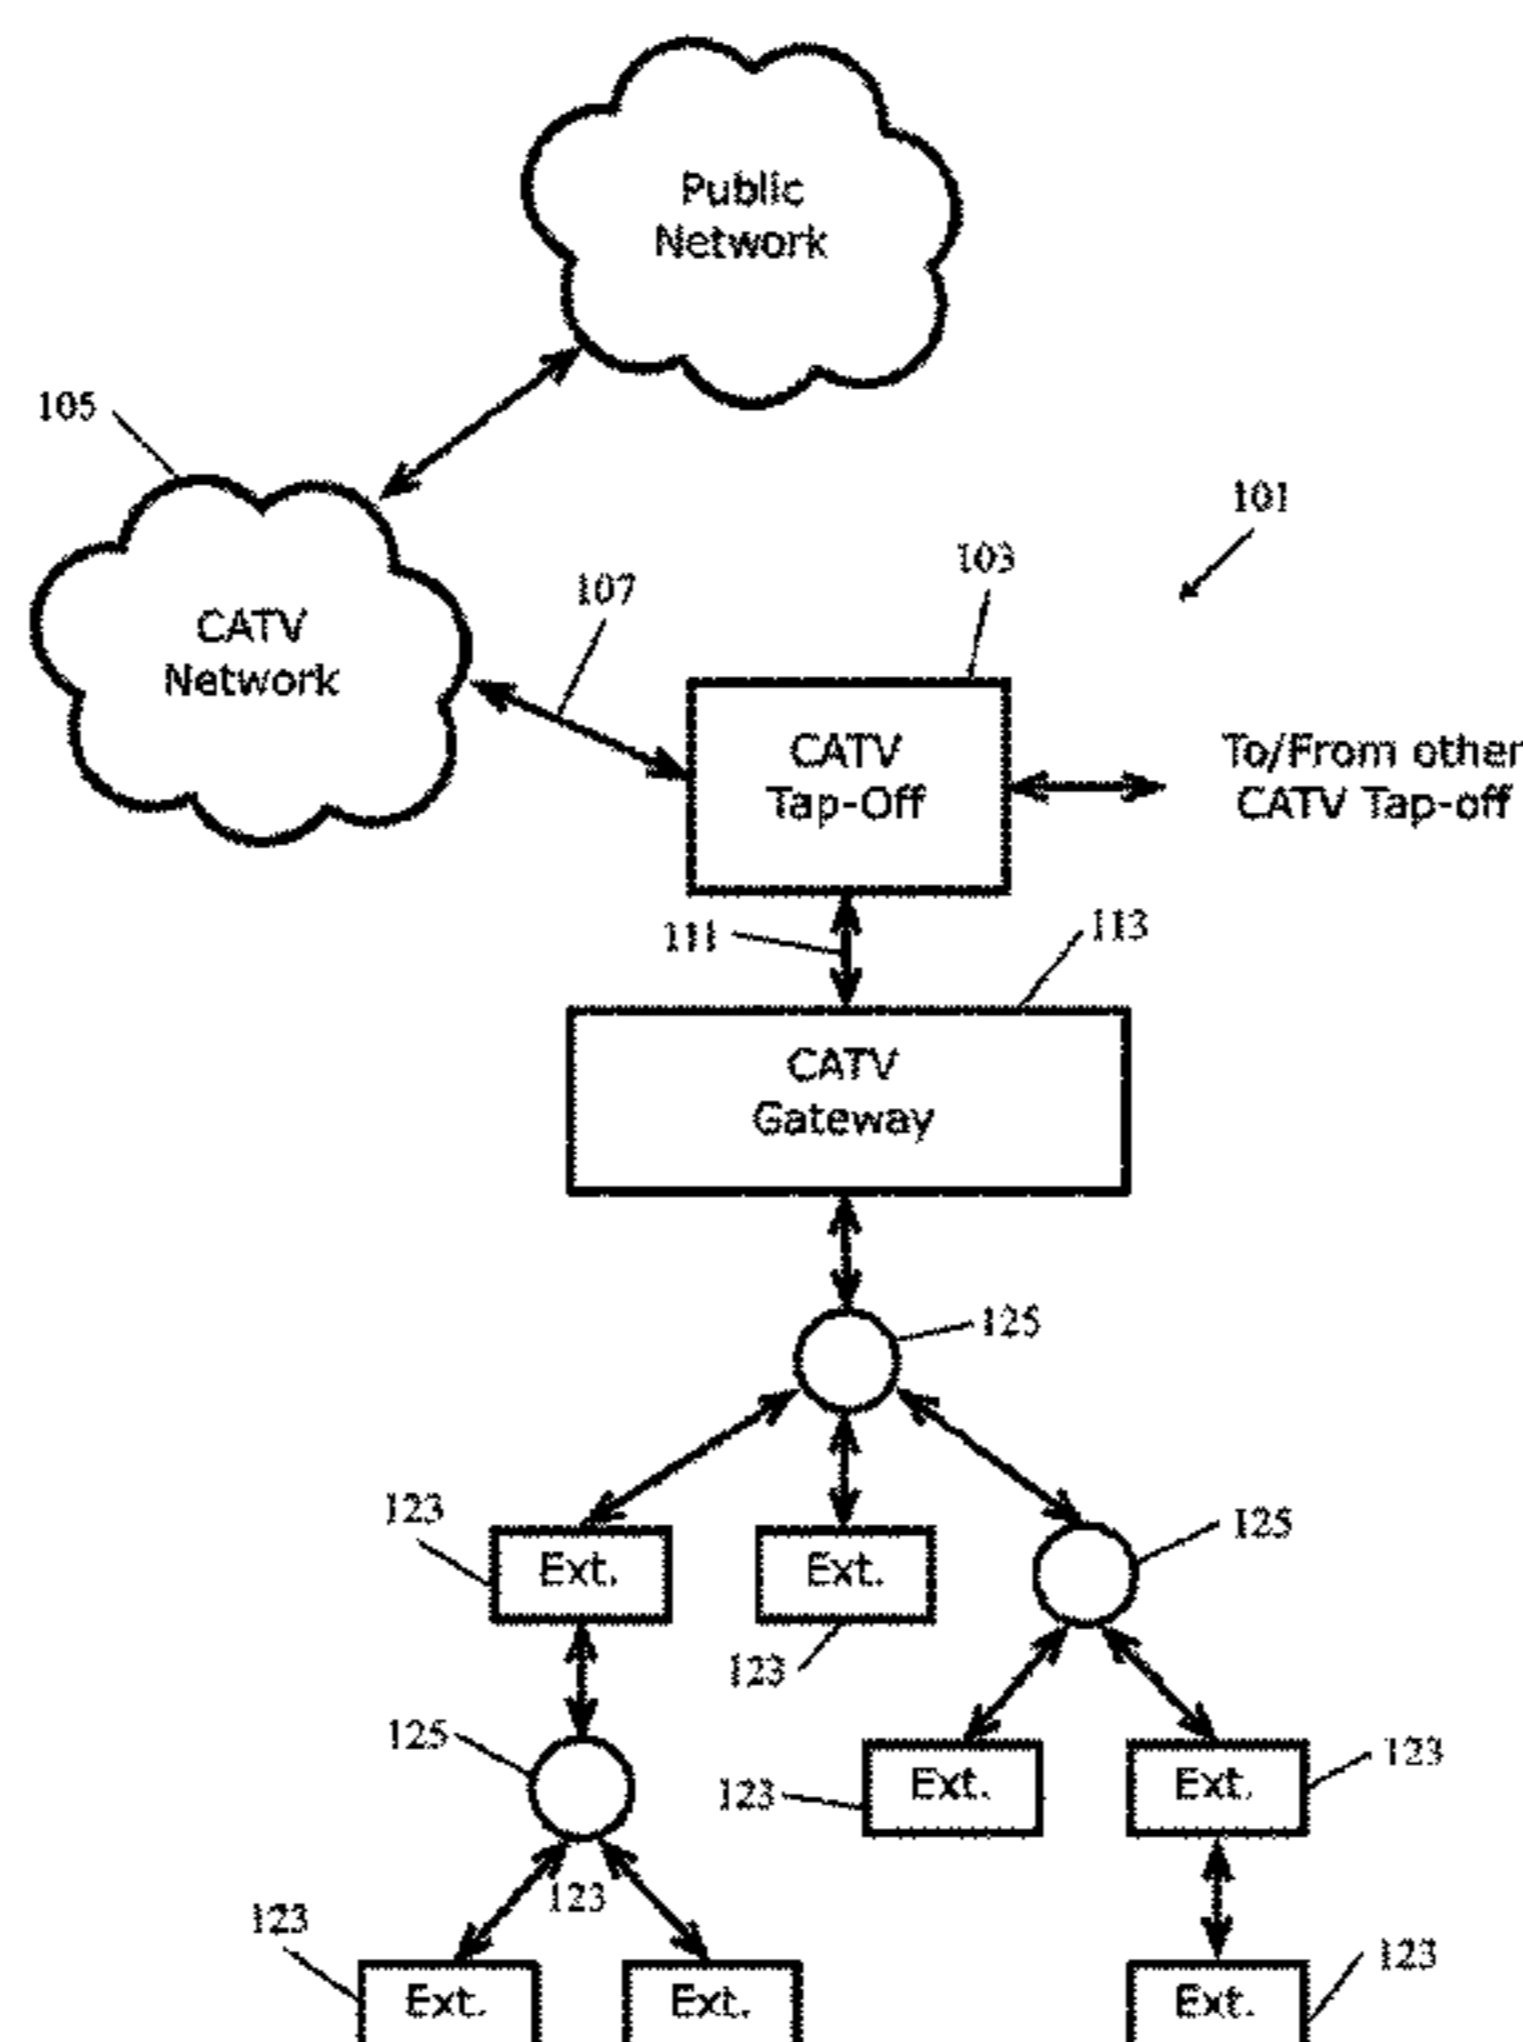 Public
Network
105
101
103
107
CATV
Network
CATV
Tap-Off
To/From other
CATV Tap-off
111
113
CATV
Gateway
125
123
Ext.
Ext.
125
123
125
123
Ext.
Ext.
123
123
123
Ext.
Ext.
Ext.
123